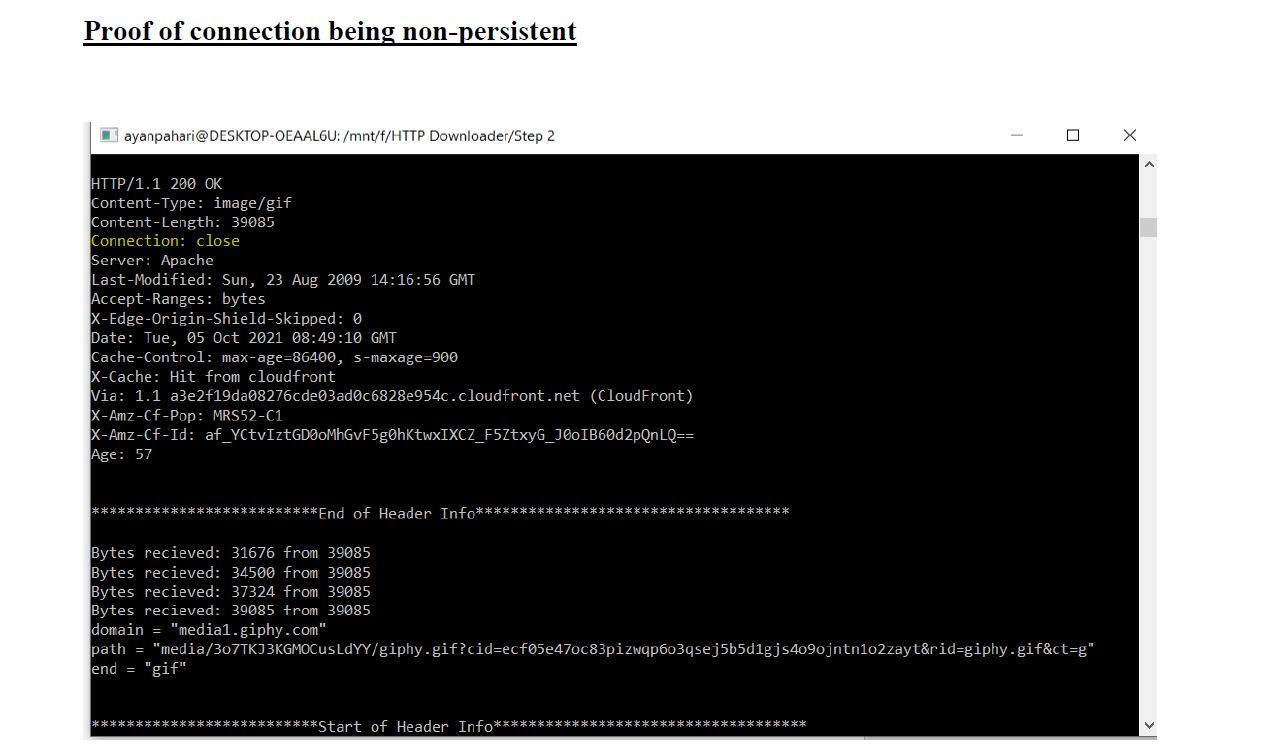 Proof of connection being non-persistent
ayanpahari@DESKTOP-OEAAL6U: /mnt/f/HTTP Downloader/Step 2
HTTP/1.1 200 OK
Content-Type: image/gif
Content-Length: 39085
Connection: close
Server: Apache
Last-Modified: Sun, 23 Aug 2009 14:16:56 GMT
Accept-Ranges: bytes
X-Edge-Origin-Shield-Skipped: 0
Date: Tue, 05 Oct 2021 08:49:10 GMT
Cache-Control: max-age=86400, s-maxage=900
X-Cache: Hit from cloudfront
Via: 1.1 a3e2f19da08276cde03ad0c6828e954c.cloudfront.net (CloudFront)
X-Amz-Cf-Pop: MRS52-C1
X-Amz-Cf-Id: af_YCtvIztGD0oMhGvF5g0hKtwxIXCZ_F5ZtxyG_J0oIB60d2pQnLQ==
Age: 57
**************************End of Header Info************************************
Bytes recieved: 31676 from 39085
Bytes recieved: 34500 from 39085
Bytes recieved: 37324 from 39085
Bytes recieved: 39085 from 39085
domain = "media1.giphy.com"
path = "media/3o7TKJ3KGMOCusLdYY/giphy.gif?cid=ecf05e47oc83pizwqp6o3qsej5b5d1gjs4o9ojntn1o2zayt&rid=giphy.gif&ct=g"
end = "gif"
**************************Start of Header Info************************************